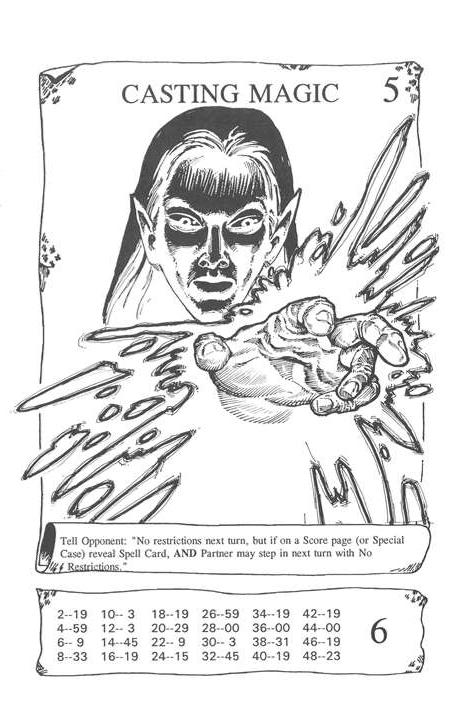 CASTING MAGIC 5
Tell Opponent: "No restrictions next turn, but if on a Score page (or Special
Case) reveal Spell Card, AND Partner may step in next turn with No
Restrictions."
2--19 10-- 3 18--19 26--59 34--19 42--19
4--59 12-- 3 20--29 28--00 36--00 44--00
6-- 9 14--45 22-- 9 30-- 3 38--31 46--19
8--33 16--19 24--15 32--45 40--19 48--23
6